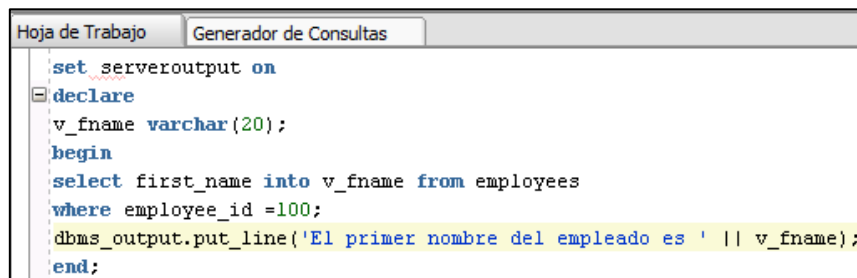 Hoja de Trabajo Generador de Consultas
set serveroutput on
declare
v_fname varchar(20);
begin
select first_name into v_fname from employees
where employee_id =100;
dbms_output.put_line('El primer nombre del empleado es ' || v_fname);
end;